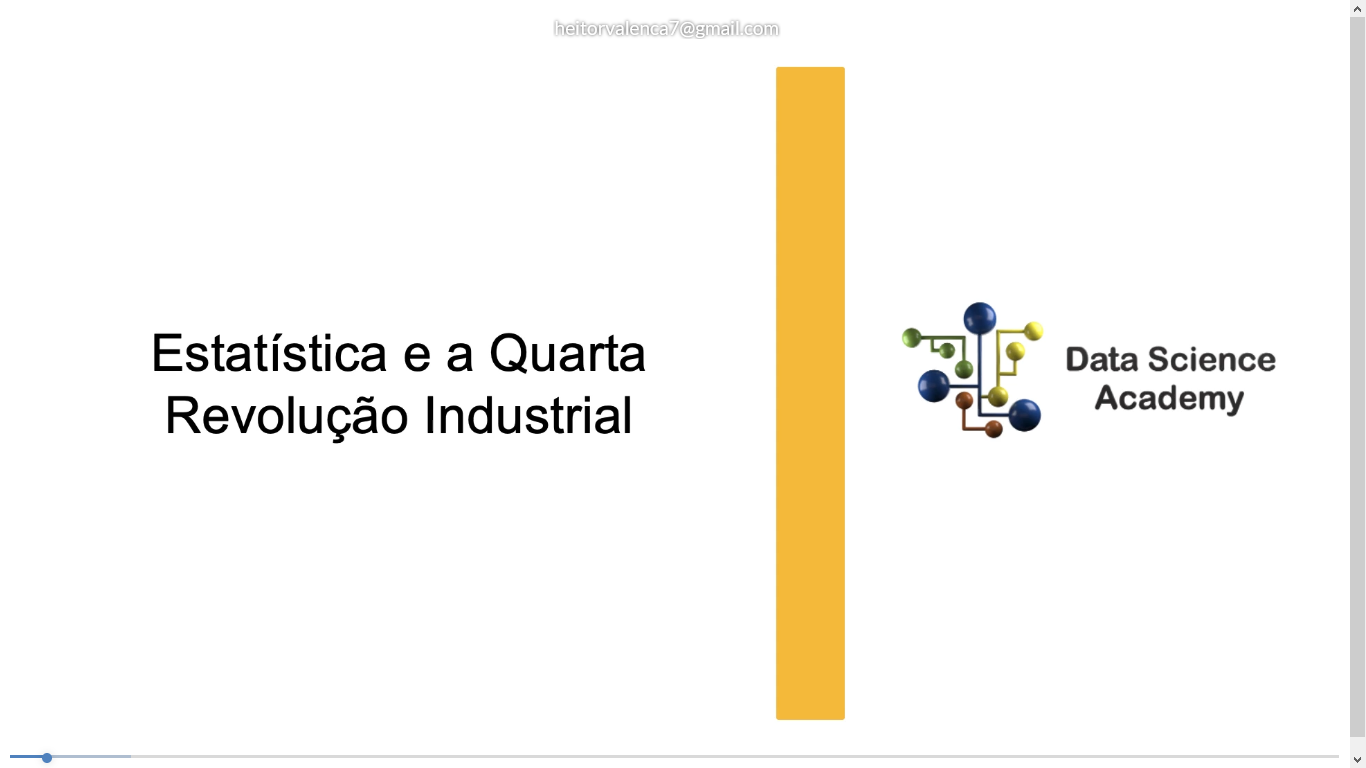 heitorvalenca7@gmail.com
Estatística e a Quarta
Revolução Industrial
Data Science
Academy